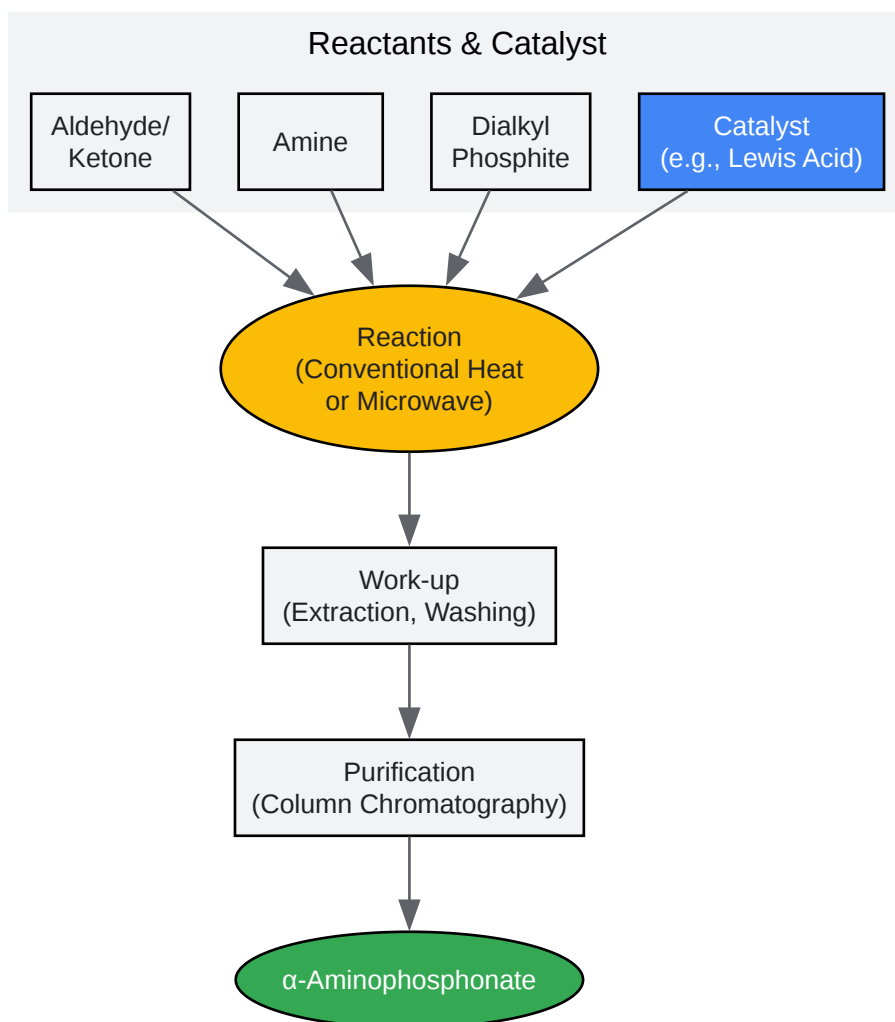 Reactants & Catalyst
Aldehyde/
Ketone
Amine
Dialkyl
Phosphite
Catalyst
(e.g., Lewis Acid)
Reaction
(Conventional Heat
or Microwave)
Work-up
(Extraction, Washing)
Purification
(Column Chromatography)
α-Aminophosphonate